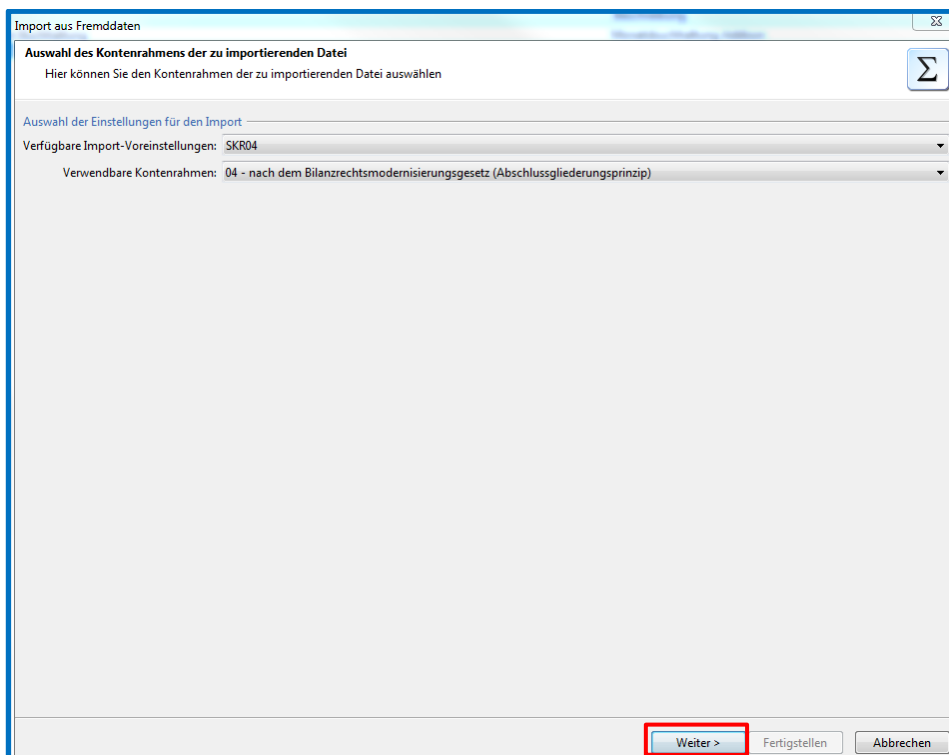 Import aus Fremddaten
Auswahl des Kontenrahmens der zu importierenden Datei
Hier können Sie den Kontenrahmen der zu importierenden Datei auswählen
Σ
Auswahl der Einstellungen für den Import
Verfügbare Import-Voreinstellungen: SKR04
Verwendbare Kontenrahmen: 04 - nach dem Bilanzrechtsmodernisierungsgesetz (Abschlussgliederungsprinzip)
Weiter > Fertigstellen Abbrechen